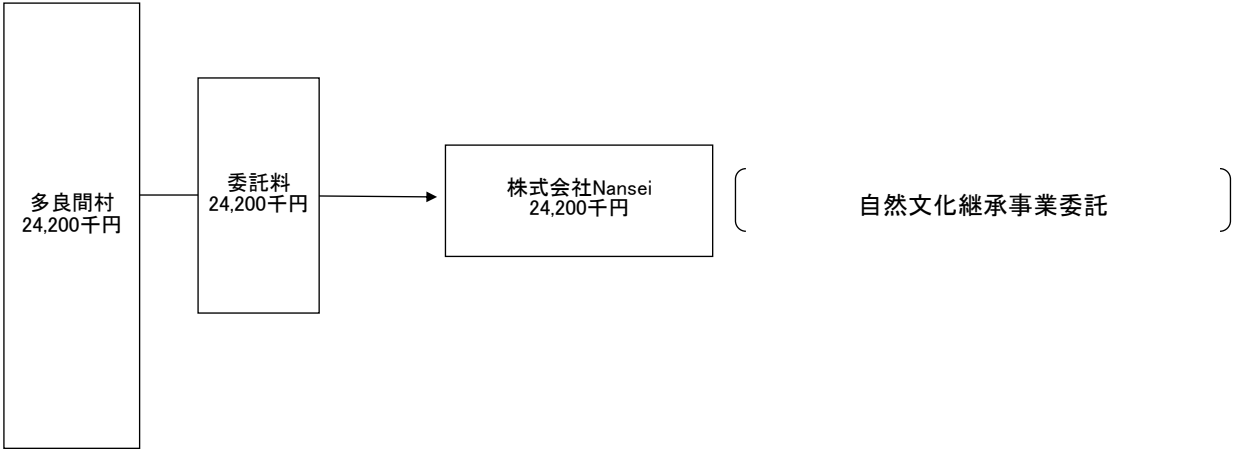 多良間村
24,200千円
委託料
24,200千円
株式会社Nansei
24,200千円
自然文化継承事業委託